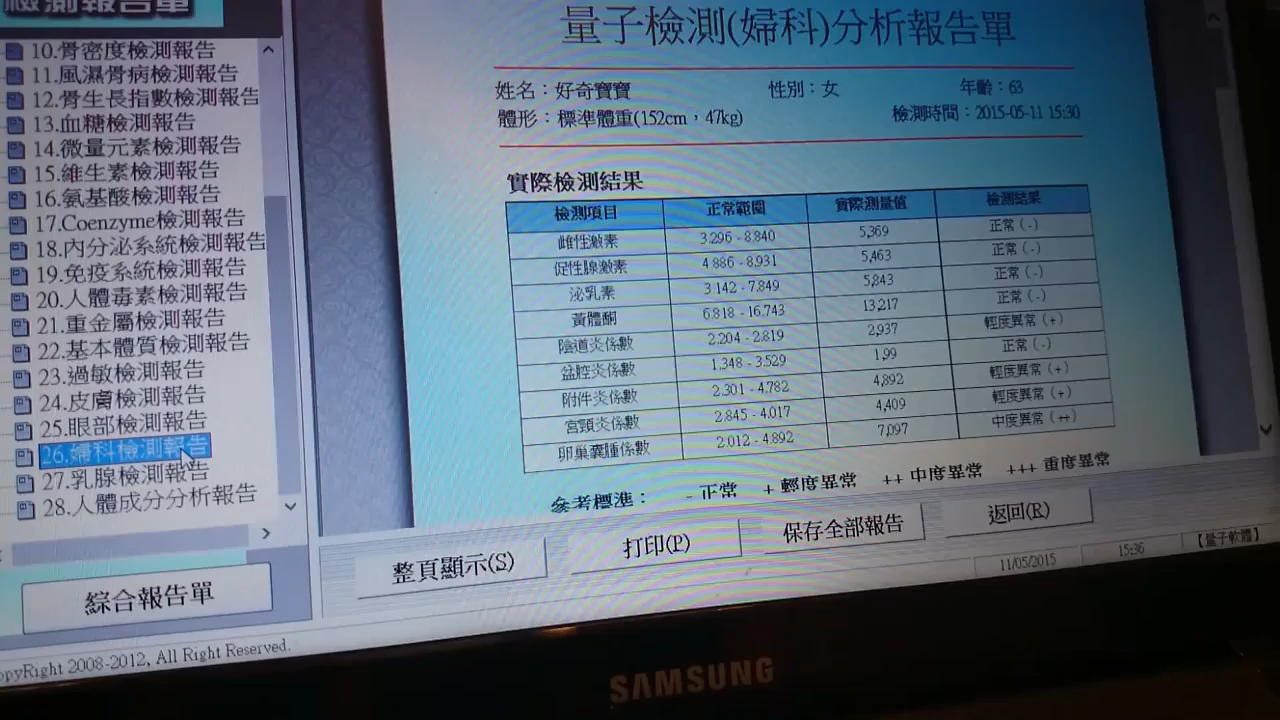 檢測報告單
10.骨密度檢測報告
11.風濕骨病檢測報告
12.骨生長指數檢測報告
13.血糖檢測報告
14.微量元素檢測報告
15.維生素檢測報告
16.氨基酸檢測報告
17.Coenzyme檢測報告
18.內分泌系統檢測報告
19.免疫系統檢測報告
20.人體毒素檢測報告
21.重金屬檢測報告
22.基本體質檢測報告
23.過敏檢測報告
24.皮膚檢測報告
25.眼部檢測報告
26.婦科檢測報告
27.乳腺檢測報告
28.人體成分分析報告
綜合報告單
opyRight 2008-2012, All Right Reserved.
量子檢測(婦科)分析報告單
姓名：好奇寶寶 性別：女 年齡：63
體形：標準體重(152cm，47kg) 檢測時間：2015-05-11 15:30
實際檢測結果
檢測項目 正常範圍 實際測量值 檢測結果
雌性激素 3.296 - 8.840 5,369 正常 (-)
促性腺激素 4.886 - 8.931 5,463 正常 (-)
泌乳素 3.142 - 7.849 5,843 正常 (-)
黃體酮 6.818 - 16.743 13,217 正常 (-)
陰道炎係數 2.204 - 2.819 2,937 輕度異常 (+)
盆腔炎係數 1.348 - 3.529 1,99 正常 (-)
附件炎係數 2.301 - 4.782 4,892 輕度異常 (+)
宮頸炎係數 2.845 - 4.017 4,409 輕度異常 (+)
卵巢囊腫係數 2.012 - 4.892 7,097 中度異常 (++)
參考標準： - 正常 + 輕度異常 ++ 中度異常 +++ 重度異常
整頁顯示(S) 打印(P) 保存全部報告 返回(R)
11/05/2015 15:36 【量子軟體】
SAMSUNG